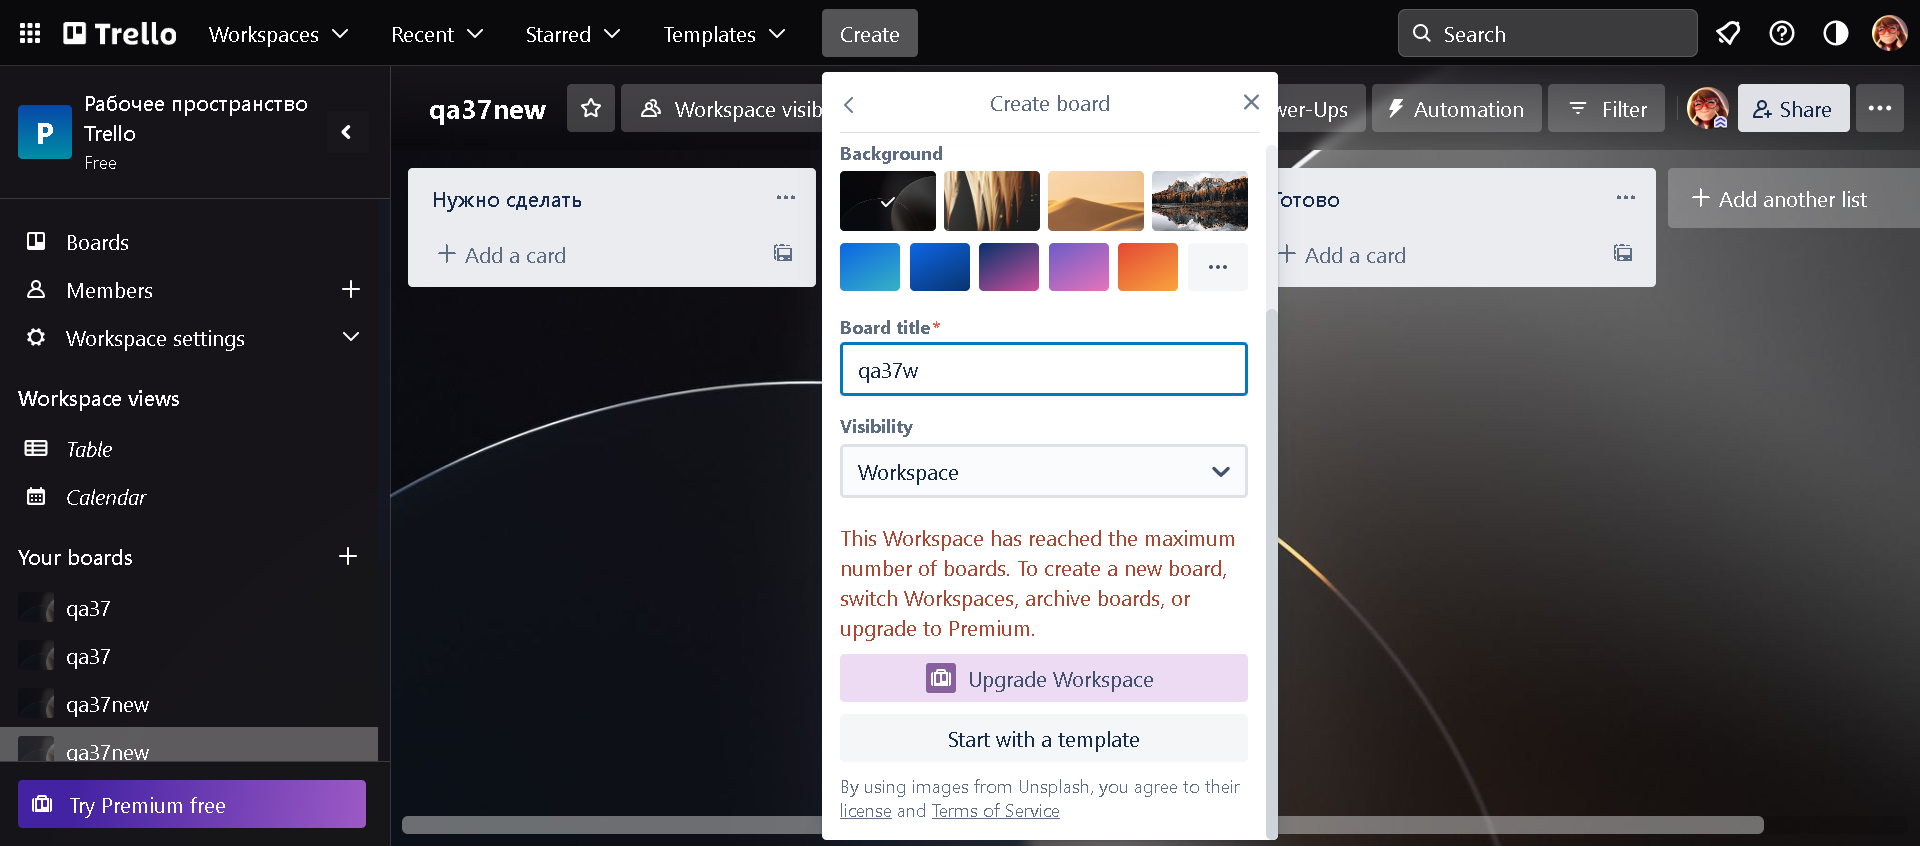 Trello
Workspaces
Recent
Starred
Templates
Create
Search
P
Рабочее пространство
Trello
Free
Boards
Members
Workspace settings
Workspace views
Table
Calendar
Your boards
qa37
qa37
qa37new
qa37new
Try Premium free
qa37new
Workspace visib
wer-Ups
Automation
Filter
Share
Нужно сделать
Add a card
Готово
Add a card
Add another list
Create board
Background
Board title*
qa37w
Visibility
Workspace
This Workspace has reached the maximum
number of boards. To create a new board,
switch Workspaces, archive boards, or
upgrade to Premium.
Upgrade Workspace
Start with a template
By using images from Unsplash, you agree to their
license and Terms of Service